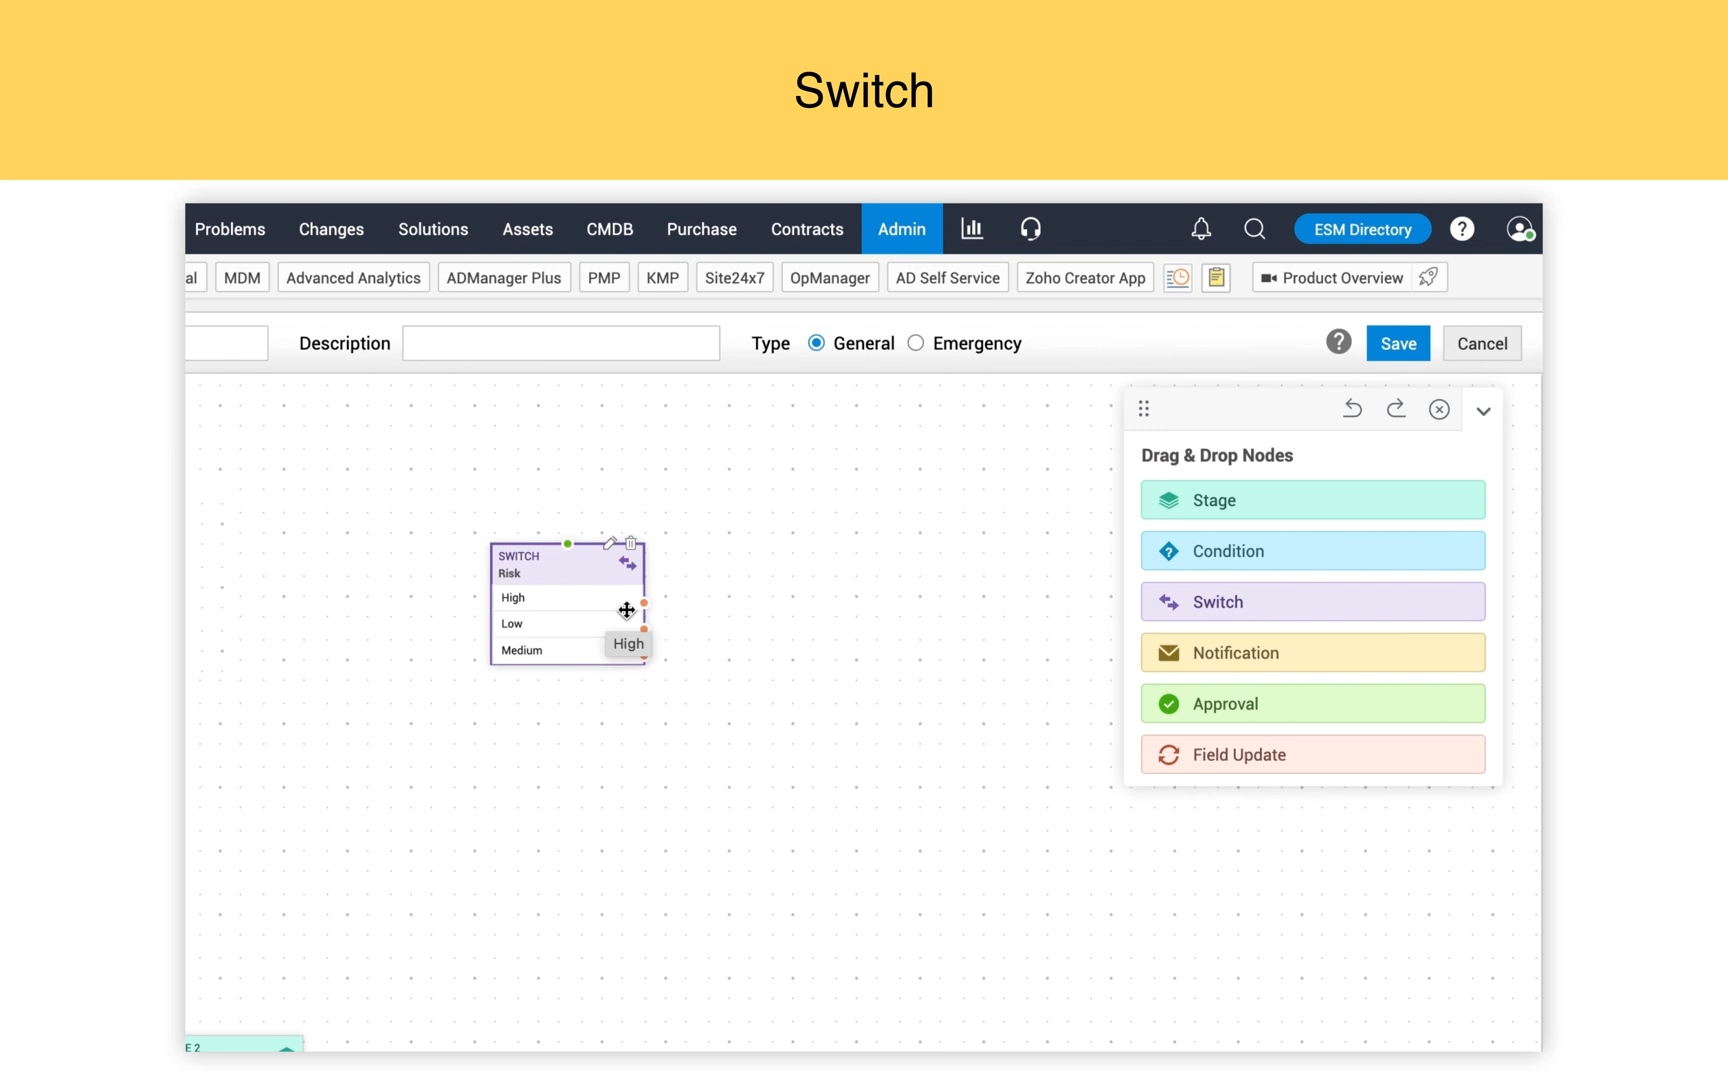 Switch
Problems Changes Solutions Assets CMDB Purchase Contracts Admin ESM Directory ?
al MDM Advanced Analytics ADManager Plus PMP KMP Site24x7 OpManager AD Self Service Zoho Creator App Product Overview
Description Type General Emergency ? Save Cancel
Drag & Drop Nodes
Stage
Condition
Switch
Notification
Approval
Field Update
SWITCH
Risk
High
Low
Medium
High
E 2